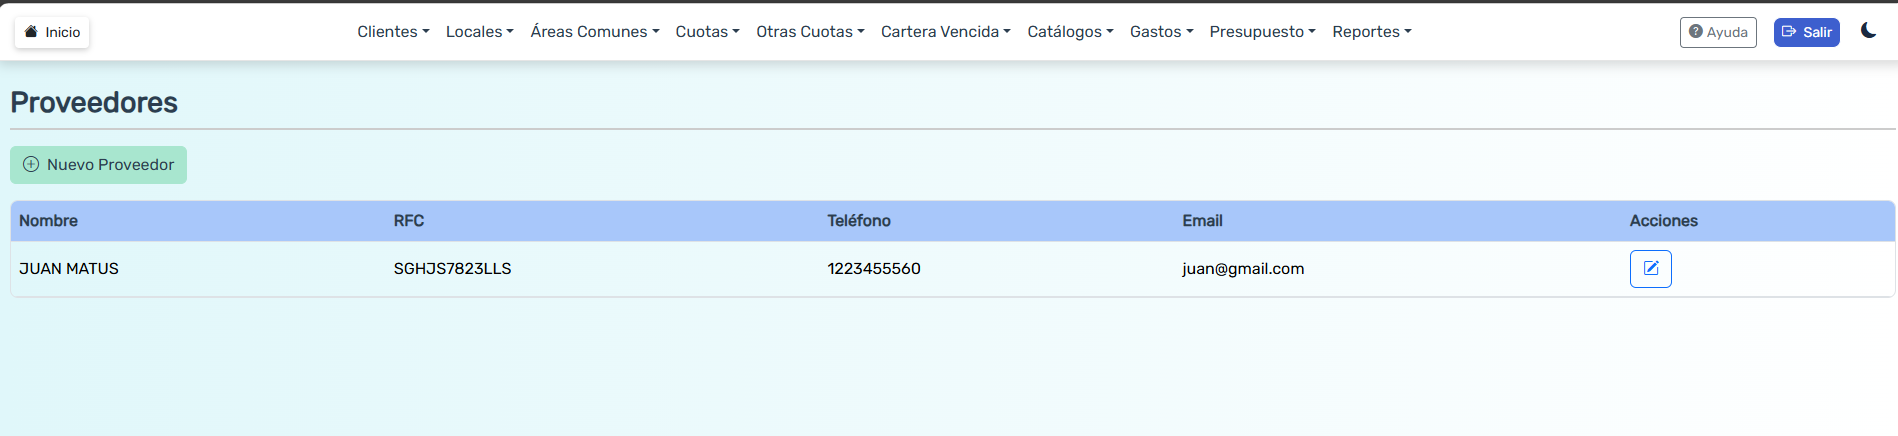 Inicio Clientes Locales Áreas Comunes Cuotas Otras Cuotas Cartera Vencida Catálogos Gastos Presupuesto Reportes Ayuda Salir
Proveedores
Nuevo Proveedor
Nombre RFC Teléfono Email Acciones
JUAN MATUS SGHJS7823LLS 1223455560 juan@gmail.com